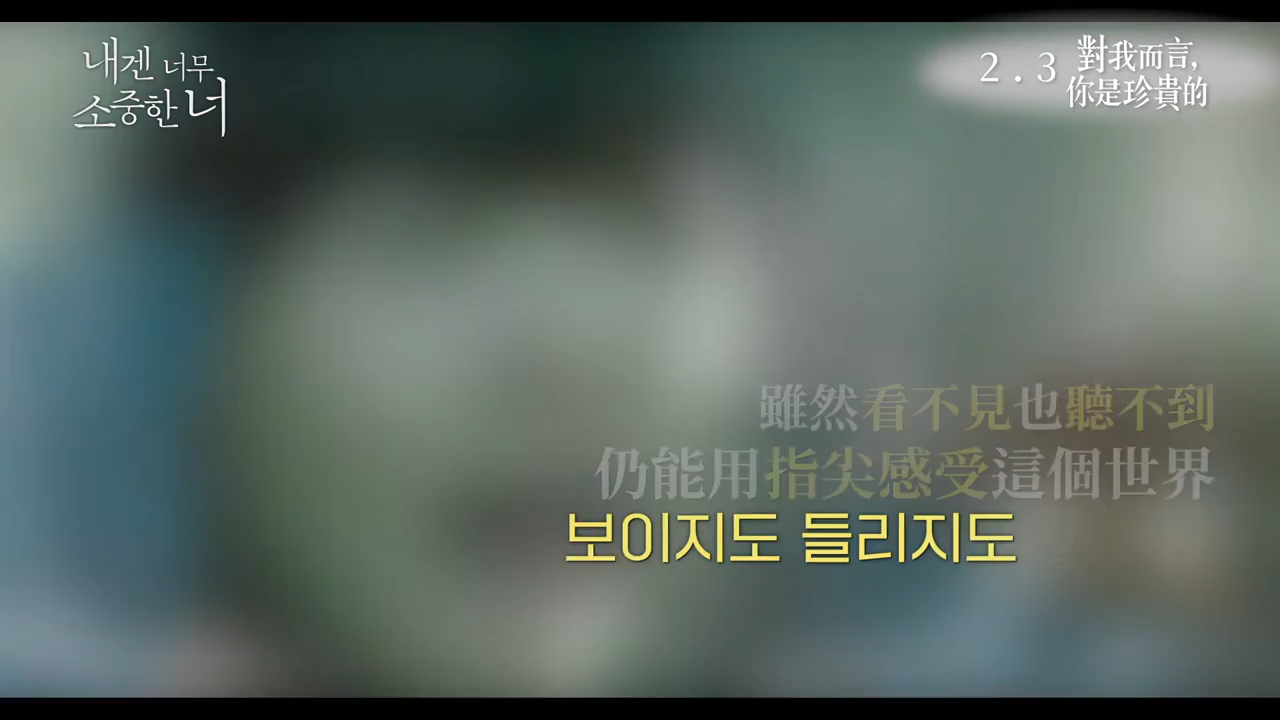 내겐 너무
소중한 너
2.3
對我而言,
你是珍貴的
雖然看不見也聽不到
仍能用指尖感受這個世界
보이지도 들리지도